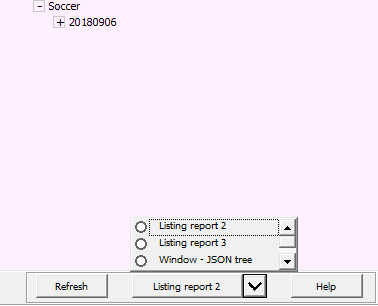 Soccer
20180906
Listing report 2
Listing report 3
Window - JSON tree
Refresh
Listing report 2
Help